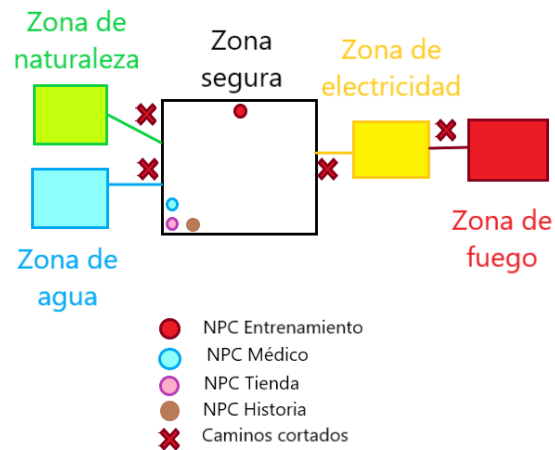 Zona de
naturaleza
Zona
segura
Zona de
electricidad
Zona de
agua
Zona de
fuego
NPC Entrenamiento
NPC Médico
NPC Tienda
NPC Historia
Caminos cortados